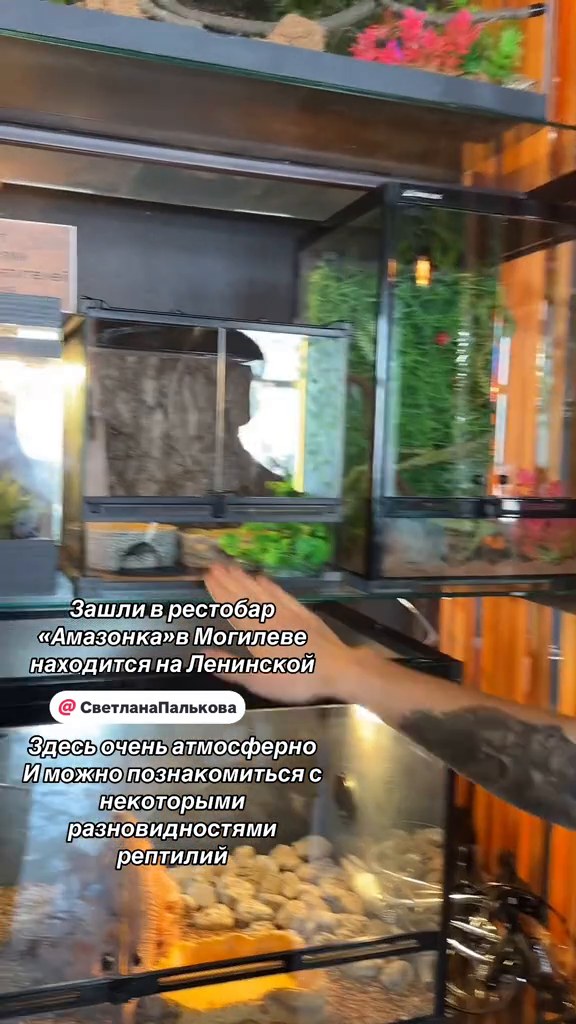 Зашли в рестобар
«Амазонка»в Могилеве
находится на Ленинской
@ СветланаПалькова
Здесь очень атмосферно
И можно познакомиться с
некоторыми
разновидностями
рептилий